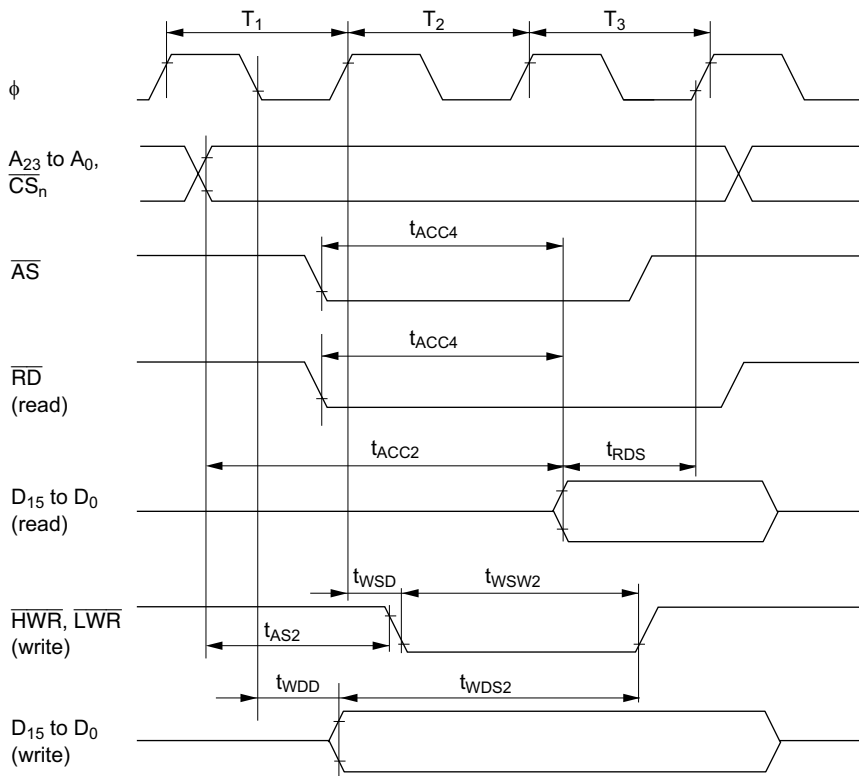 T1 T2 T3
ϕ
A23 to A0,
CSn
tACC4
AS
tACC4
RD
(read)
tACC2 tRDS
D15 to D0
(read)
tWSD tWSW2
HWR, LWR
(write)
tAS2
tWDD tWDS2
D15 to D0
(write)